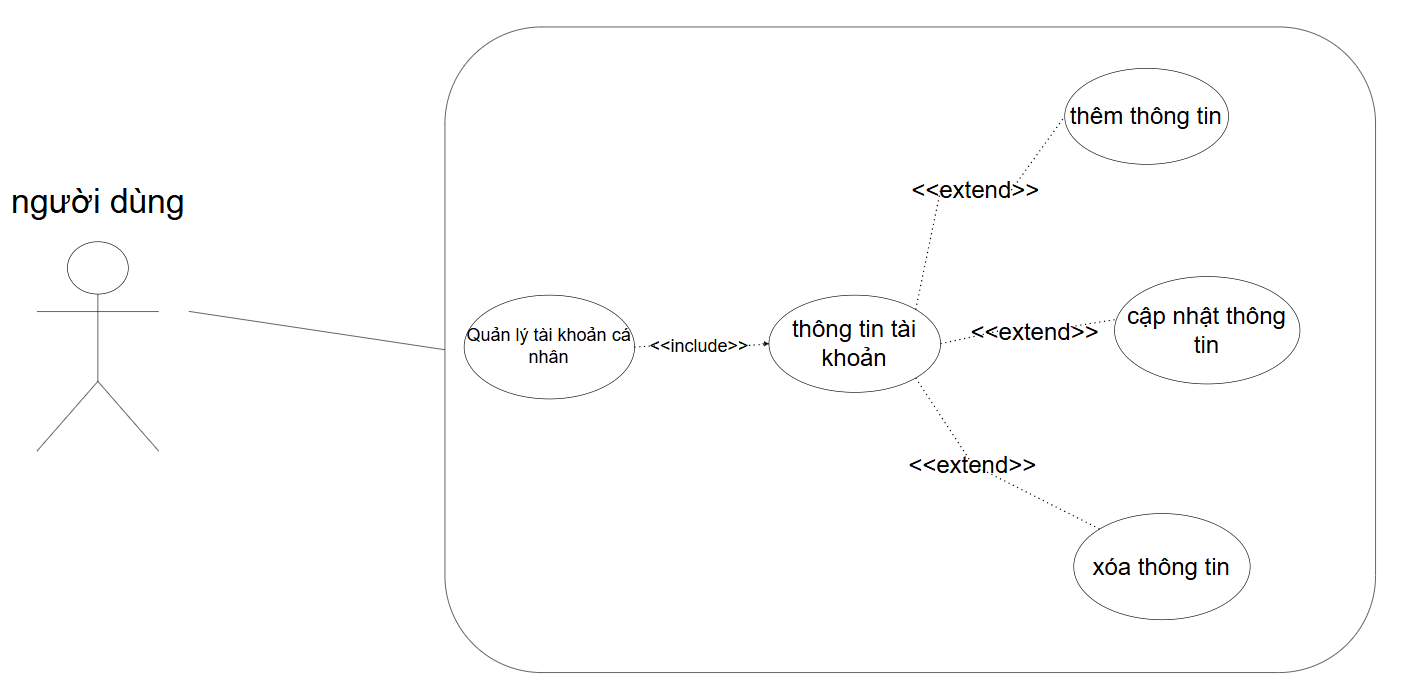 người dùng
thêm thông tin
<<extend>>
Quản lý tài khoản cá
nhân
<<include>>
thông tin tài
khoản
<<extend>>
cập nhật thông
tin
<<extend>>
xóa thông tin